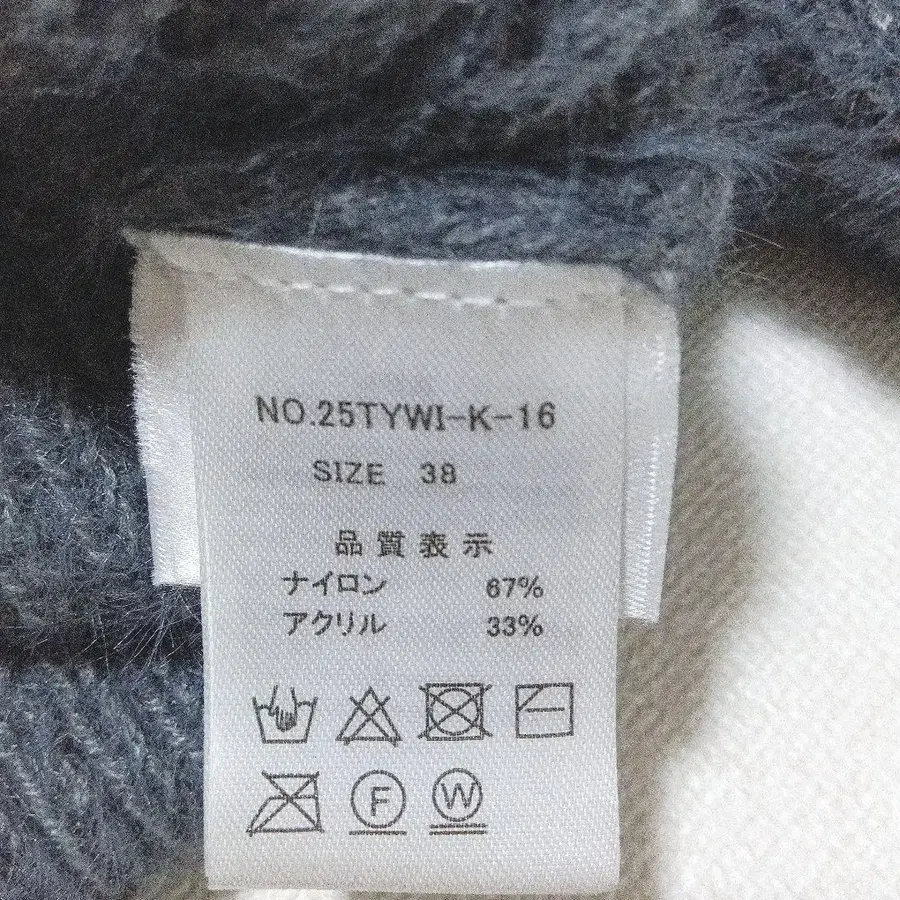 NO.25TYWI-K-16
SIZE 38
品質表示
ナイロン 67%
アクリル 33%
F W